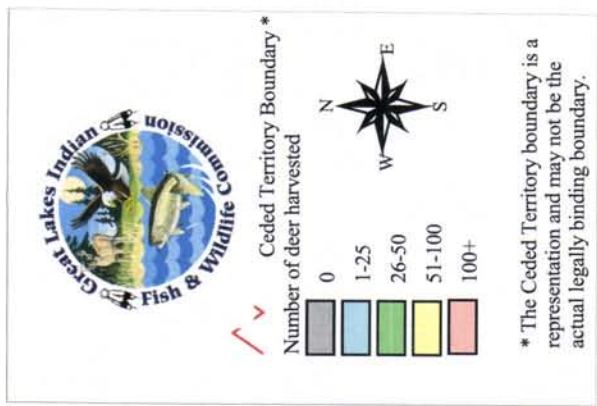 Great Lakes Indian
Fish & Wildlife Commission
Ceded Territory Boundary *
Number of deer harvested
0
1-25
26-50
51-100
100+
N
W
E
S
* The Ceded Territory boundary is a
representation and may not be the
actual legally binding boundary.